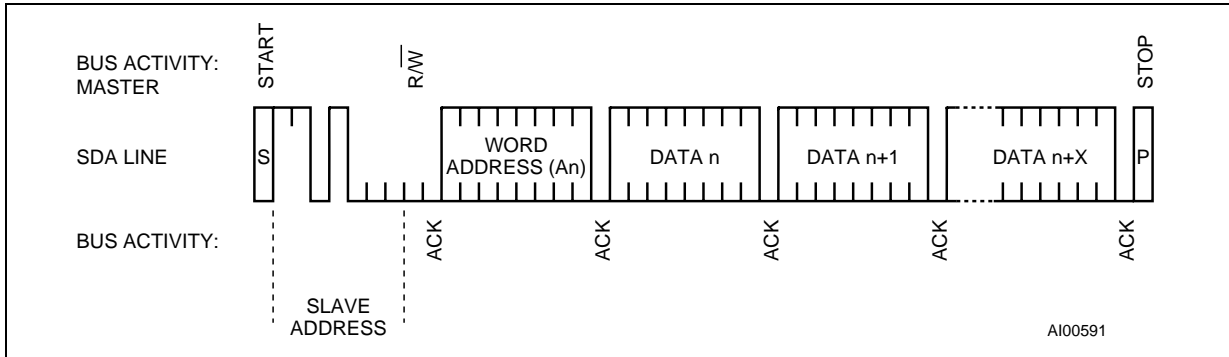 BUS ACTIVITY:
MASTER
START
R/W̅
STOP
SDA LINE
S
WORD
ADDRESS (An)
DATA n
DATA n+1
DATA n+X
P
BUS ACTIVITY:
ACK
ACK
ACK
ACK
ACK
SLAVE
ADDRESS
AI00591